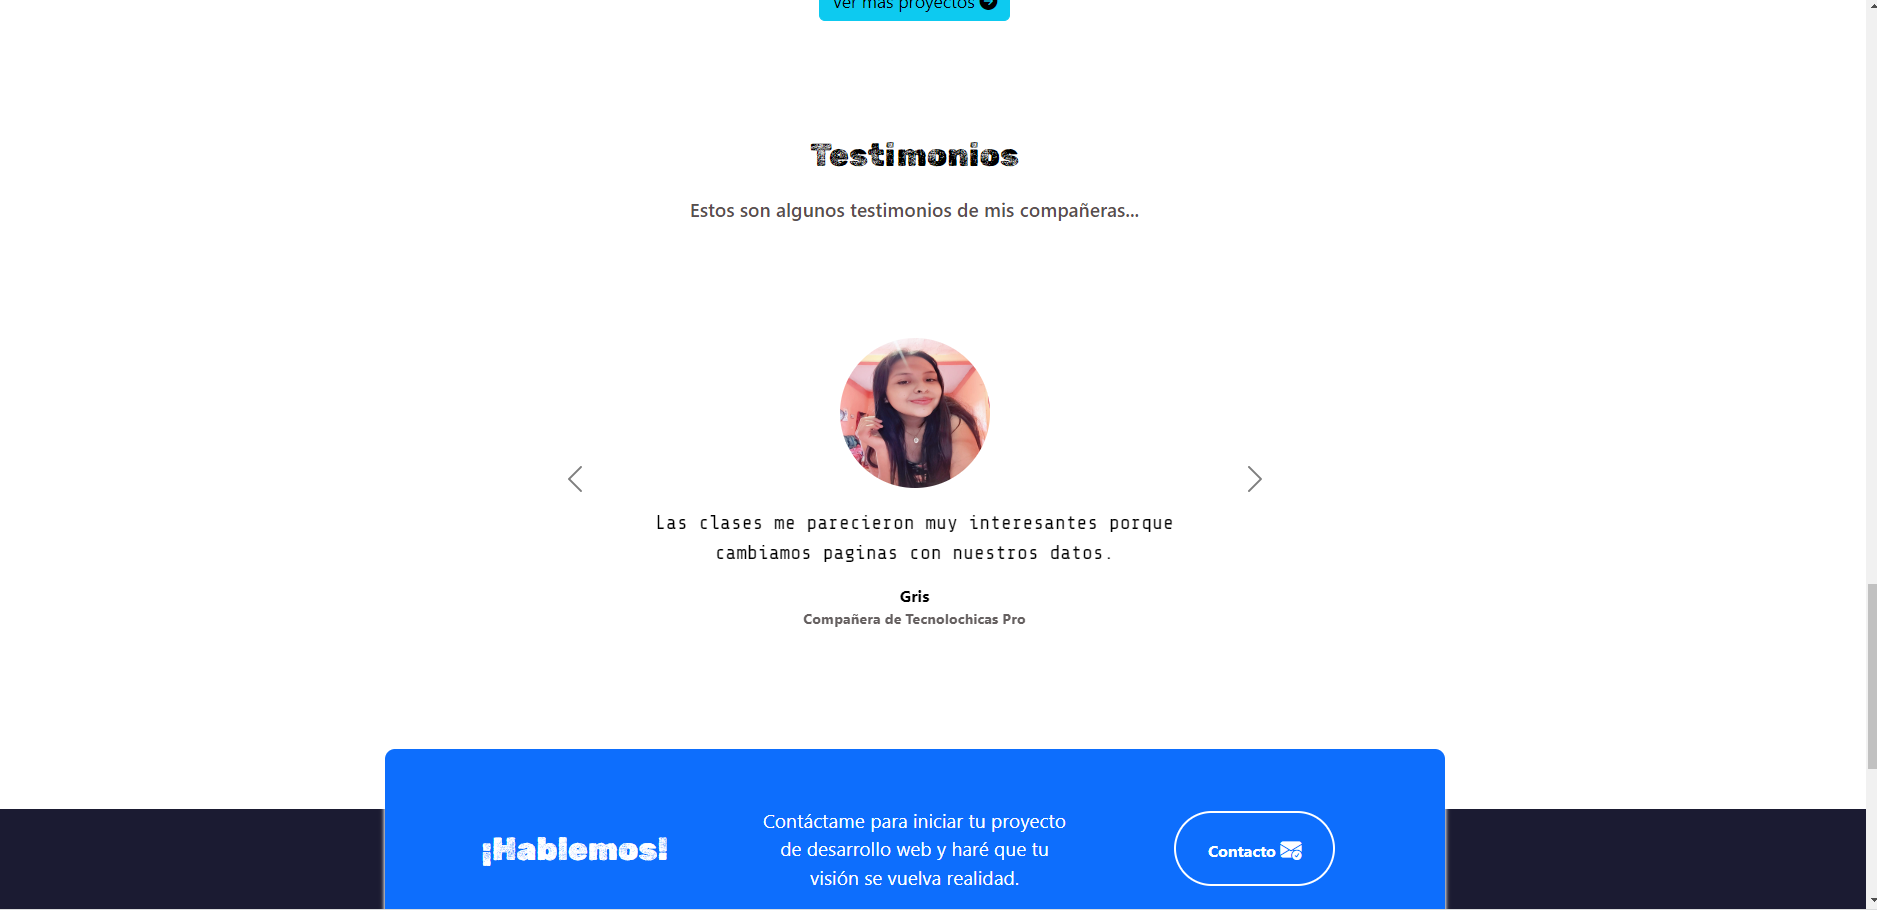 Ver más proyectos
Testimonios
Estos son algunos testimonios de mis compañeras...
Las clases me parecieron muy interesantes porque
cambiamos paginas con nuestros datos.
Gris
Compañera de Tecnolochicas Pro
¡Hablemos!
Contáctame para iniciar tu proyecto
de desarrollo web y haré que tu
visión se vuelva realidad.
Contacto